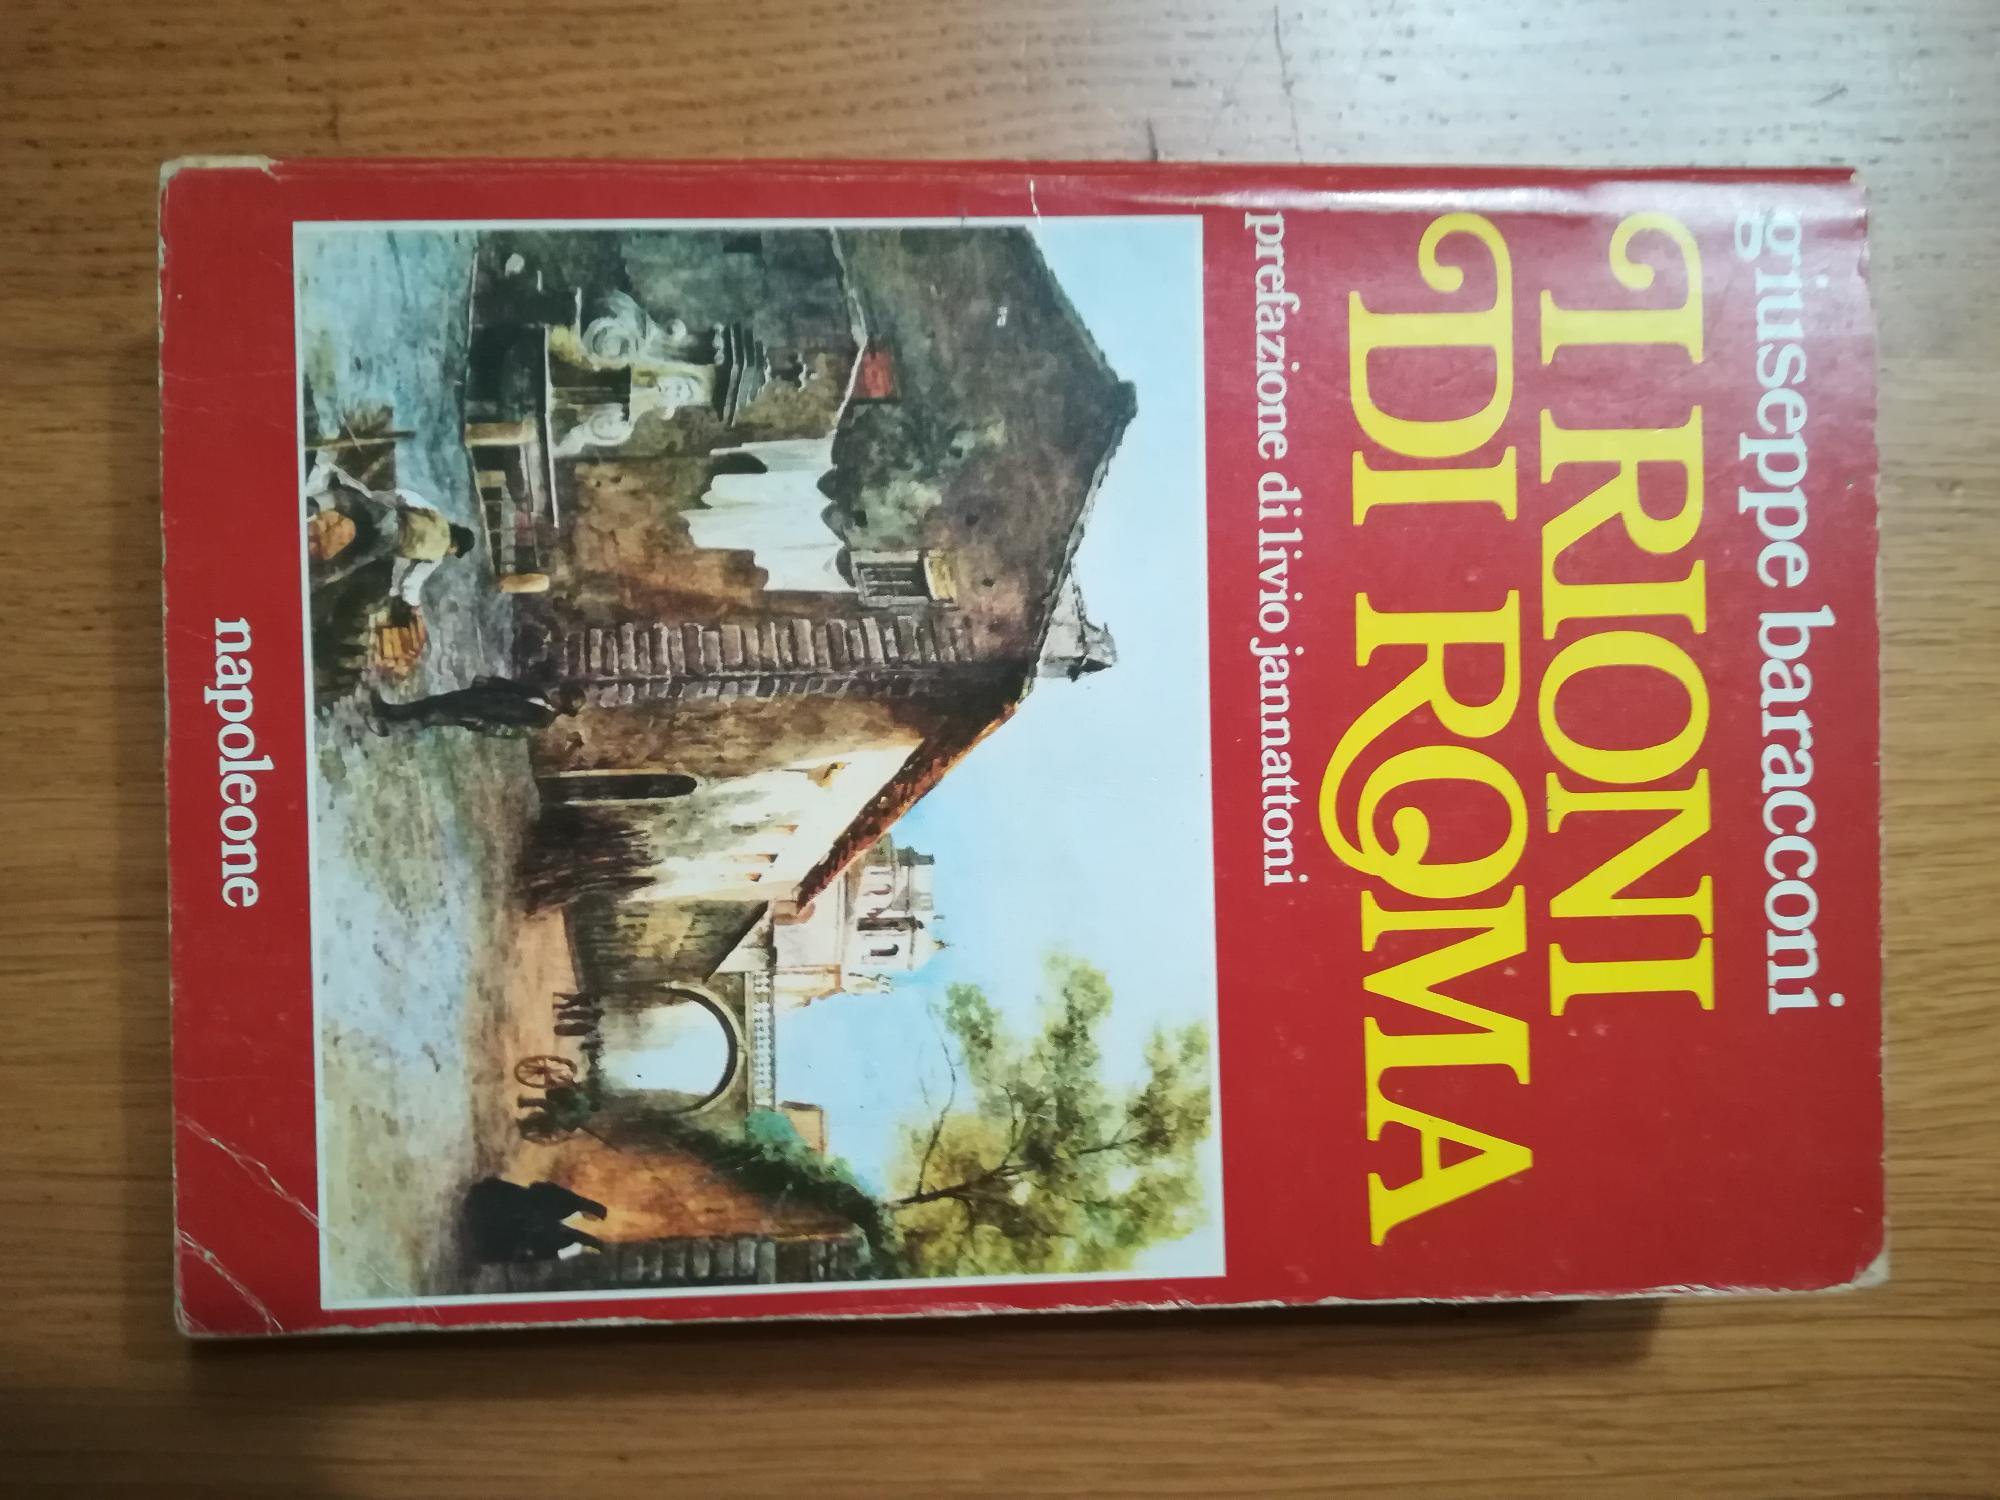 giuseppe baracconi
I RIONI
DI ROMA
prefazione di livio jannattoni
napoleone